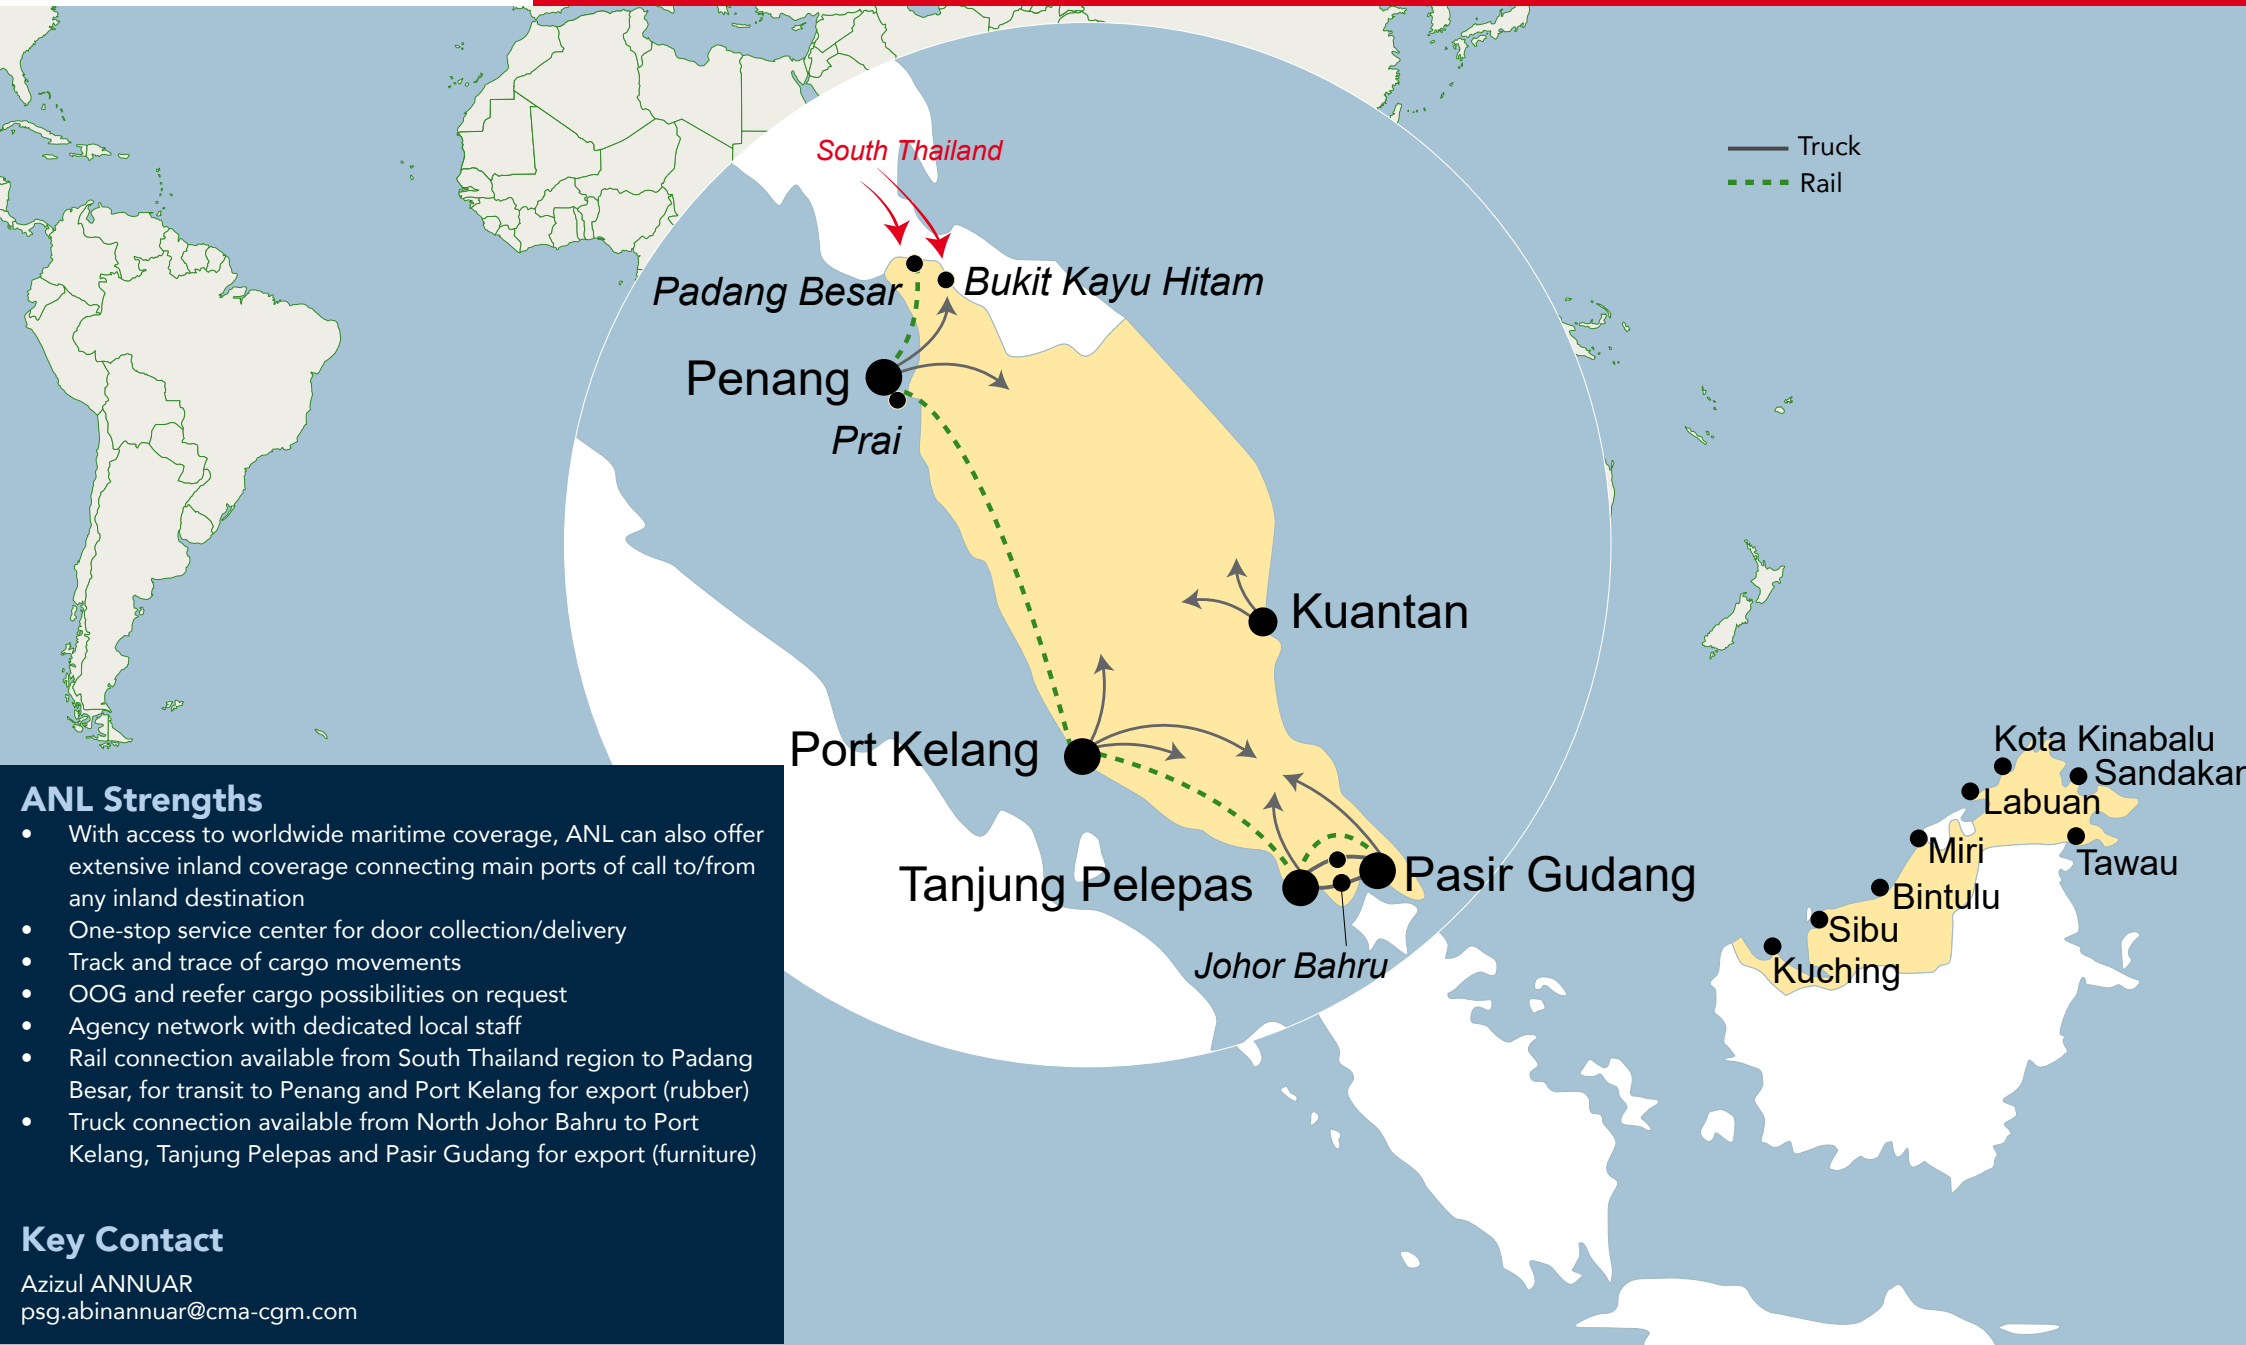 South Thailand
Truck
Rail
Padang Besar
Bukit Kayu Hitam
Penang
Prai
Kuantan
Port Kelang
Tanjung Pelepas
Pasir Gudang
Johor Bahru
Kota Kinabalu
Sandakan
Labuan
Miri
Tawau
Bintulu
Sibu
Kuching
ANL Strengths
• With access to worldwide maritime coverage, ANL can also offer
extensive inland coverage connecting main ports of call to/from
any inland destination
• One-stop service center for door collection/delivery
• Track and trace of cargo movements
• OOG and reefer cargo possibilities on request
• Agency network with dedicated local staff
• Rail connection available from South Thailand region to Padang
Besar, for transit to Penang and Port Kelang for export (rubber)
• Truck connection available from North Johor Bahru to Port
Kelang, Tanjung Pelepas and Pasir Gudang for export (furniture)
Key Contact
Azizul ANNUAR
psg.abinannuar@cma-cgm.com